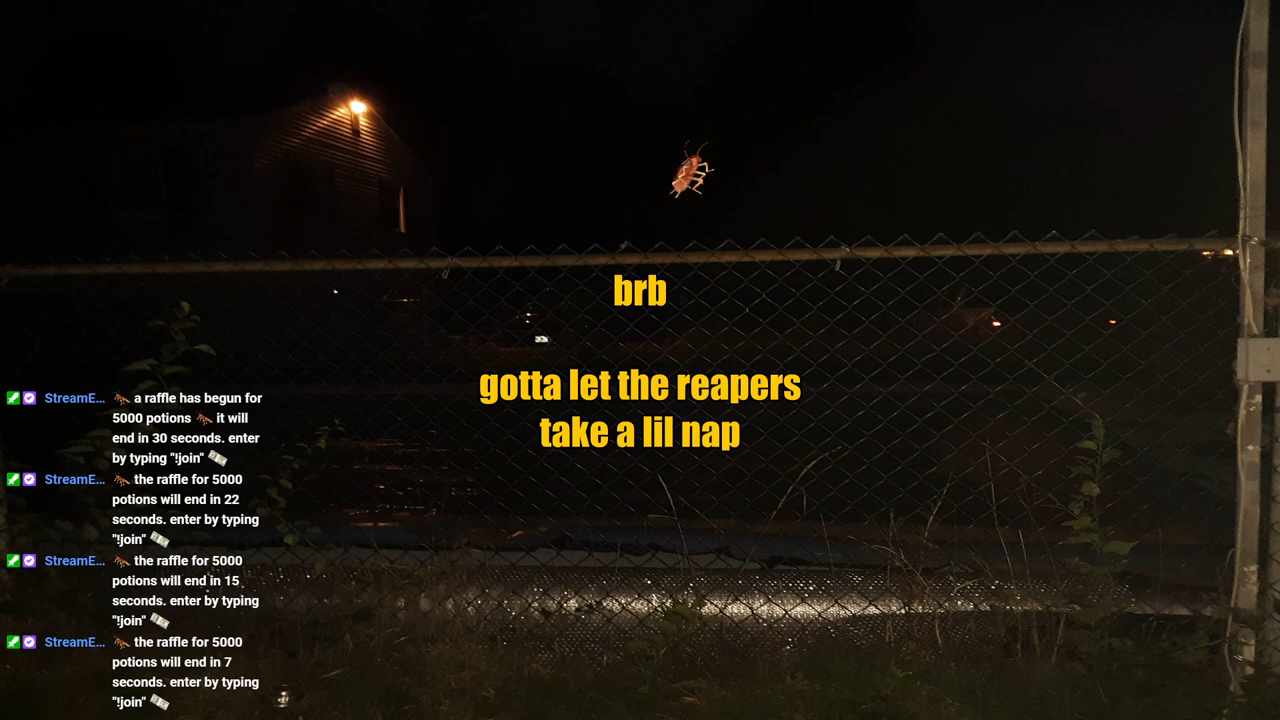 brb
gotta let the reapers
take a lil nap
StreamE... a raffle has begun for
5000 potions it will
end in 30 seconds. enter
by typing "!join"
StreamE... the raffle for 5000
potions will end in 22
seconds. enter by typing
"!join"
StreamE... the raffle for 5000
potions will end in 15
seconds. enter by typing
"!join"
StreamE... the raffle for 5000
potions will end in 7
seconds. enter by typing
"!join"